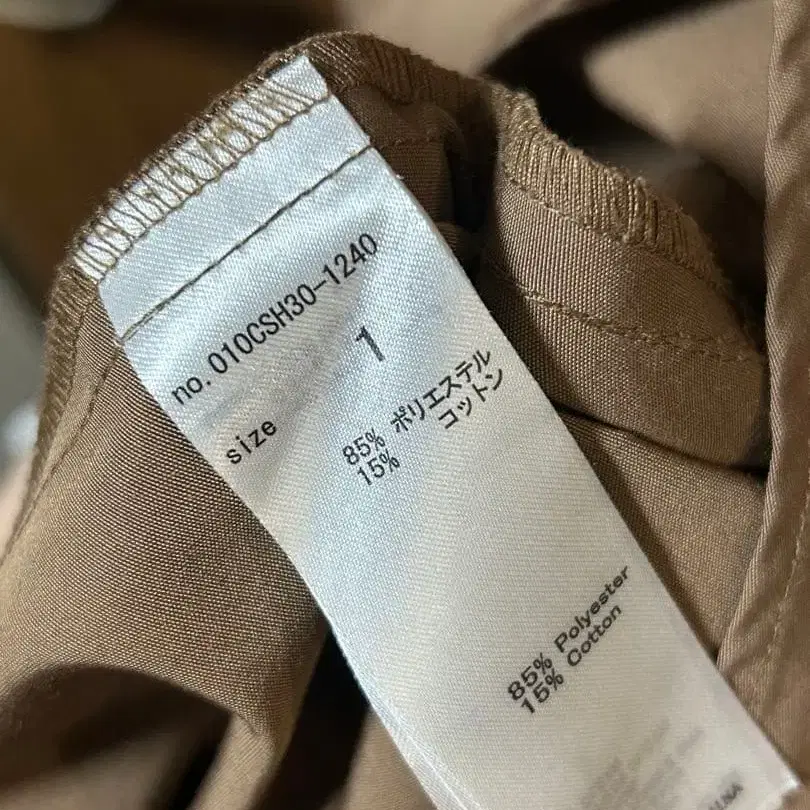 no. 010CSH30-1240
size 1
85% ポリエステル
15% コットン
85% Polyester
15% Cotton